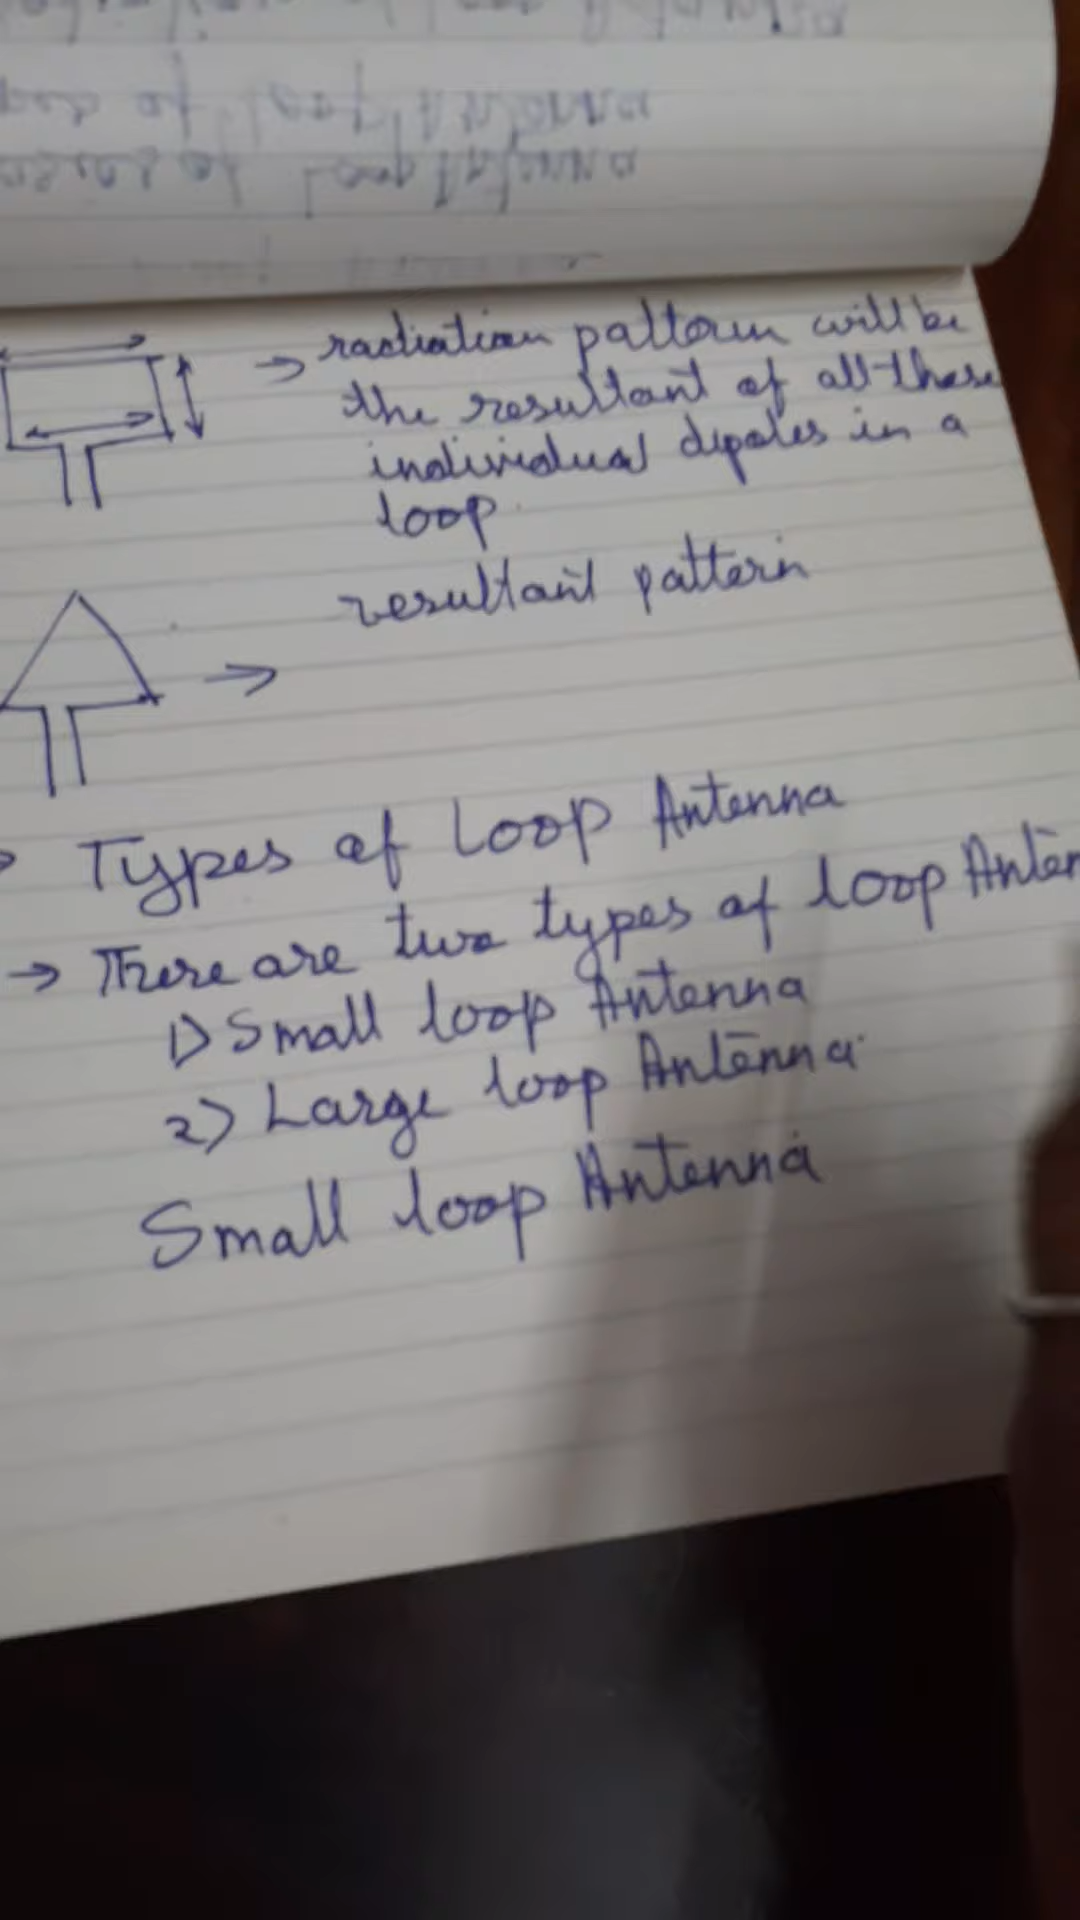 → radiation pattern will be
the resultant of all these
individual dipoles in a
loop
resultant pattern
→
Types of Loop Antenna
→ There are two types of loop Anten
1) Small loop Antenna
2) Large loop Antenna
Small loop Antenna